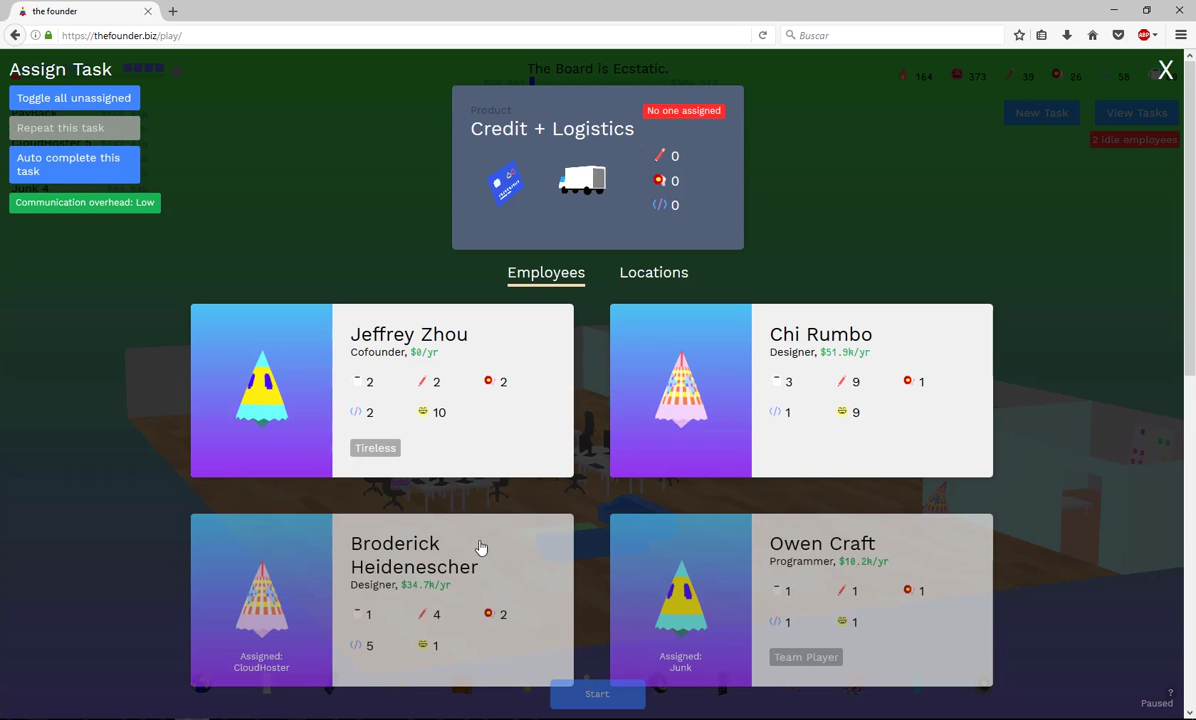 the founder
https://thefounder.biz/play/
Buscar
ABP
Assign Task
The Board is Ecstatic.
164
373
39
26
58
X
Toggle all unassigned
Repeat this task
Auto complete this
task
Junk 4
Communication overhead: Low
New Task
View Tasks
2 idle employees
Product
No one assigned
Credit + Logistics
0
0
</> 0
Employees
Locations
Jeffrey Zhou
Cofounder, $0/yr
2
2
2
</> 2
10
Tireless
Chi Rumbo
Designer, $51.9k/yr
3
9
1
</> 1
9
Broderick
Heidenescher
Designer, $34.7k/yr
1
4
2
</> 5
1
Assigned:
CloudHoster
Owen Craft
Programmer, $10.2k/yr
1
1
1
</> 1
1
Team Player
Assigned:
Junk
Start
?
Paused